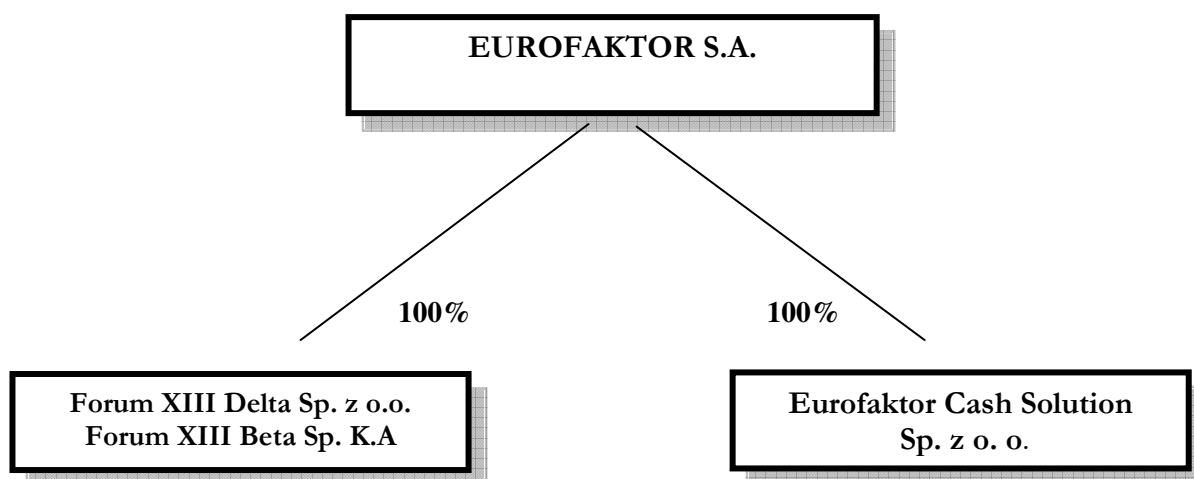 EUROFAKTOR S.A.
100%
100%
Forum XIII Delta Sp. z o.o.
Forum XIII Beta Sp. K.A
Eurofaktor Cash Solution
Sp. z o. o.